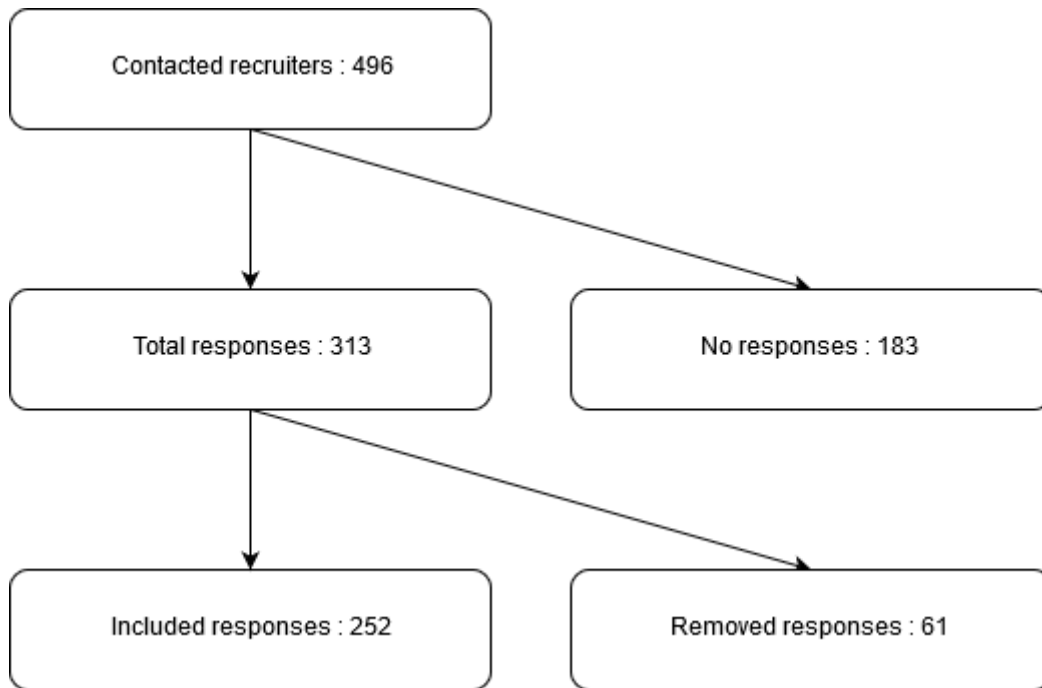 Contacted recruiters : 496
Total responses : 313
No responses : 183
Included responses : 252
Removed responses : 61